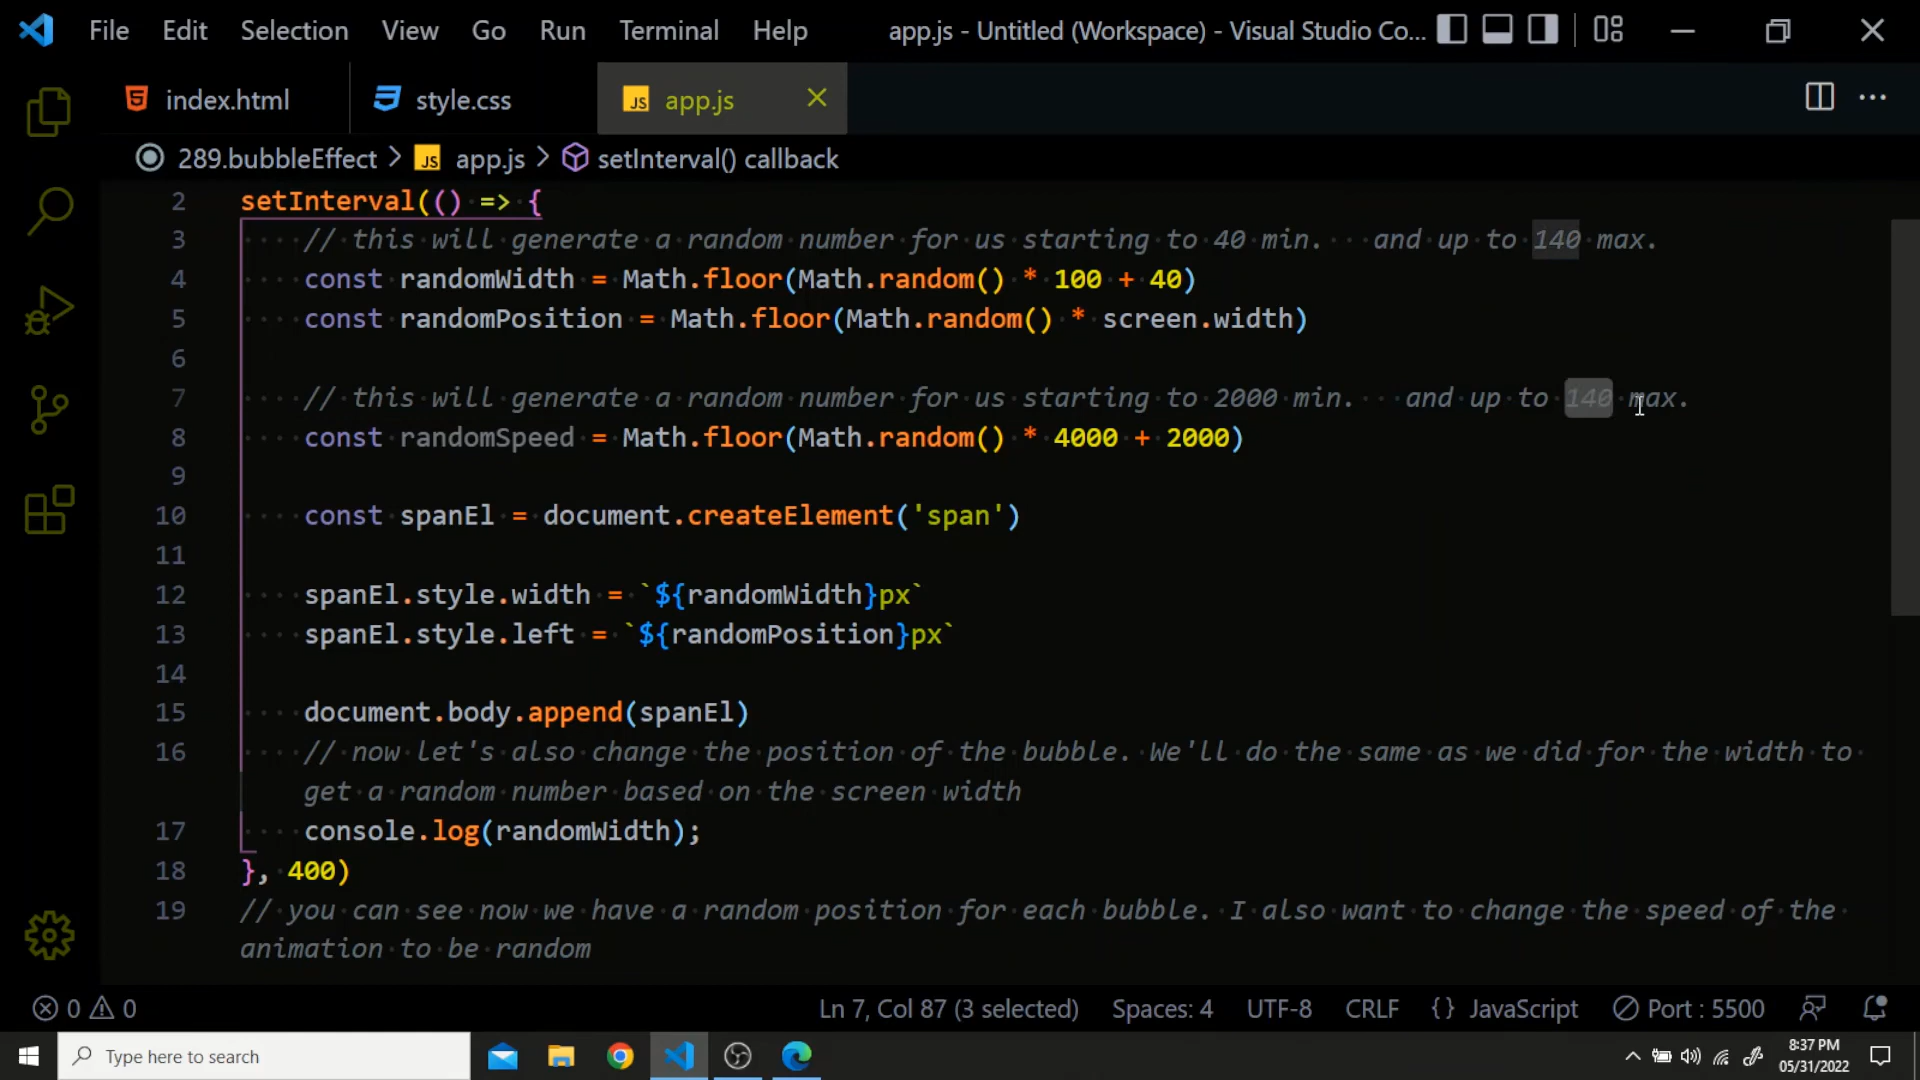 File Edit Selection View Go Run Terminal Help app.js - Untitled (Workspace) - Visual Studio Co...
index.html style.css JS app.js
289.bubbleEffect > JS app.js > setInterval() callback
2 setInterval(() => {
3 // this will generate a random number for us starting to 40 min. and up to 140 max.
4 const randomWidth = Math.floor(Math.random() * 100 + 40)
5 const randomPosition = Math.floor(Math.random() * screen.width)
6
7 // this will generate a random number for us starting to 2000 min. and up to 140 max.
8 const randomSpeed = Math.floor(Math.random() * 4000 + 2000)
9
10 const spanEl = document.createElement('span')
11
12 spanEl.style.width = `${randomWidth}px`
13 spanEl.style.left = `${randomPosition}px`
14
15 document.body.append(spanEl)
16 // now let's also change the position of the bubble. We'll do the same as we did for the width to
get a random number based on the screen width
17 console.log(randomWidth);
18 }, 400)
19 // you can see now we have a random position for each bubble. I also want to change the speed of the
animation to be random
0 0 Ln 7, Col 87 (3 selected) Spaces: 4 UTF-8 CRLF {} JavaScript Port : 5500
Type here to search
8:37 PM
05/31/2022